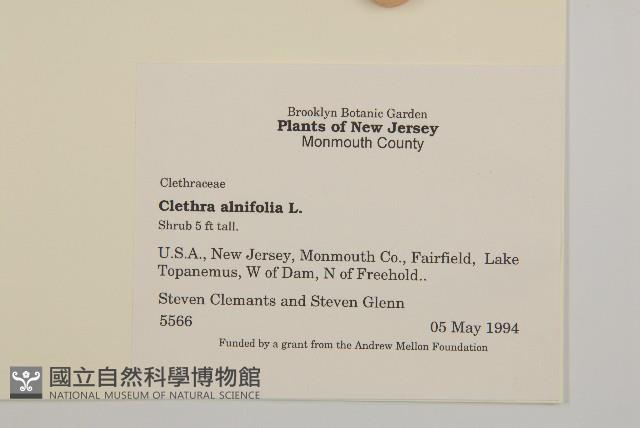 Brooklyn Botanic Garden
Plants of New Jersey
Monmouth County
Clethraceae
Clethra alnifolia L.
Shrub 5 ft tall.
U.S.A., New Jersey, Monmouth Co., Fairfield, Lake
Topanemus, W of Dam, N of Freehold..
Steven Clemants and Steven Glenn
5566
05 May 1994
Funded by a grant from the Andrew Mellon Foundation
國立自然科學博物館
NATIONAL MUSEUM OF NATURAL SCIENCE